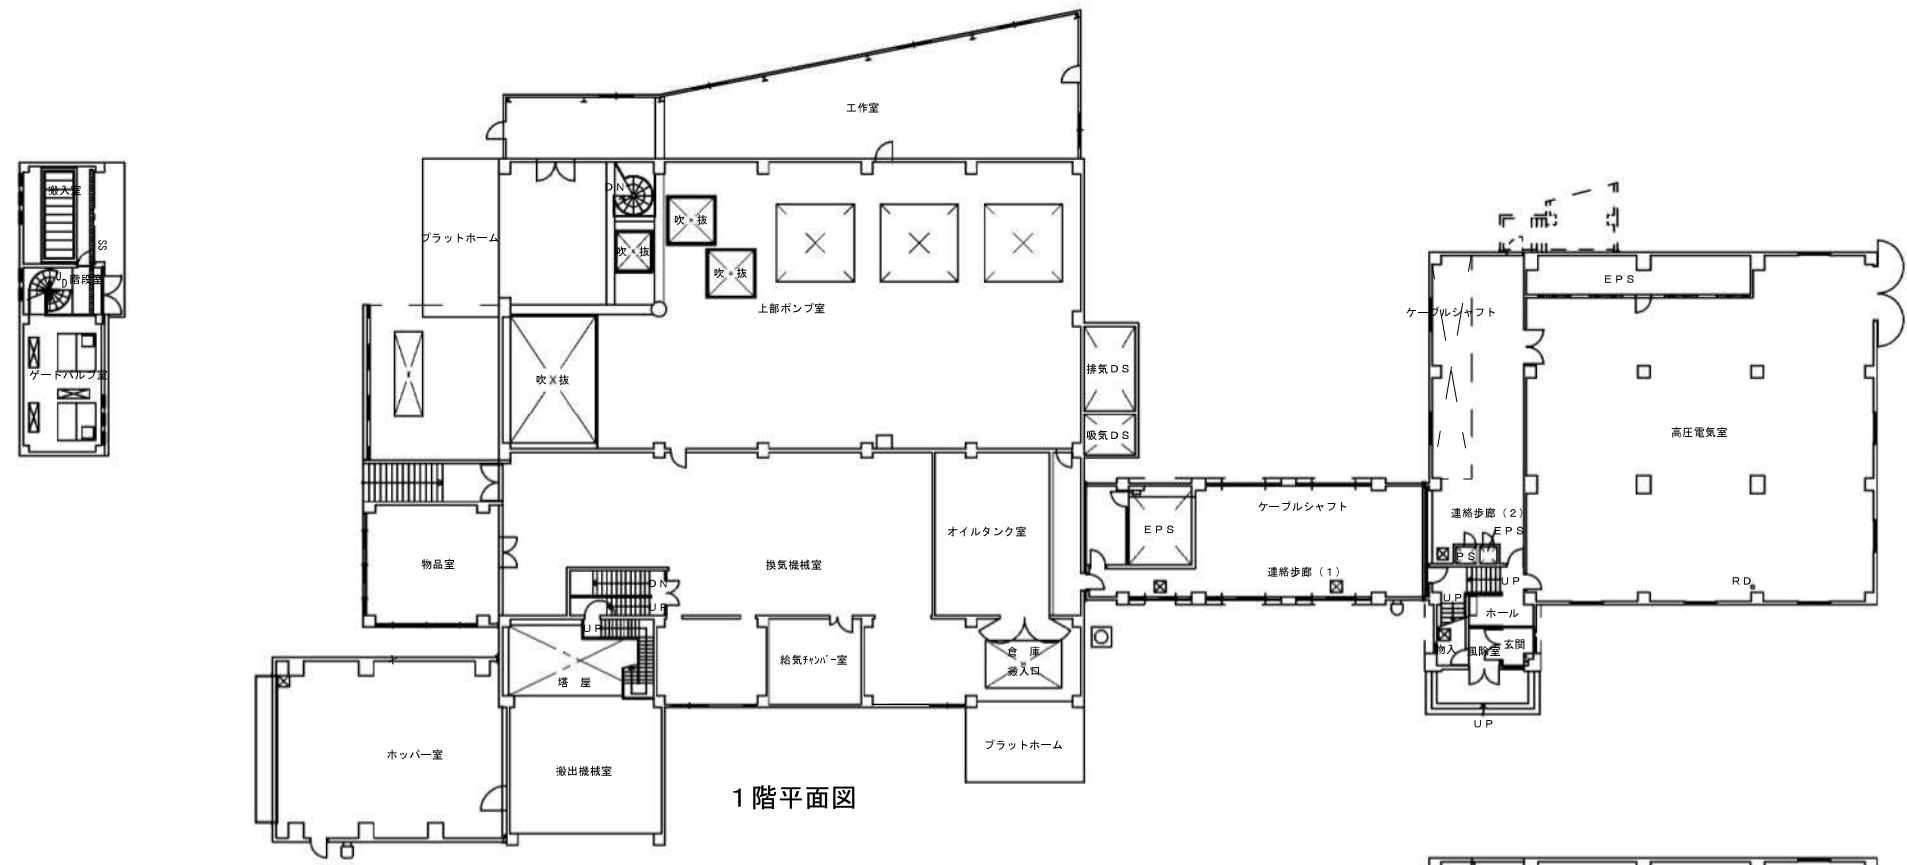 工作室
搬入室
DN
吹・抜
プラットホーム
SS
吹・抜
吹・抜
U
D
階段室
EPS
上部ポンプ室
ケーブルシャフト
排気DS
ゲートバルブ室
吹・抜
吸気DS
高圧電気室
ケーブルシャフト
連絡歩廊(2)
EPS
オイルタンク室
EPS
PS
物品室
換気機械室
連絡歩廊(1)
DN
UP
UP
RD
UP
ホール
UP
玄関
物入
風除室
倉 庫
給気チャンバー室
搬入口
塔 屋
UP
プラットホーム
ホッパー室
搬出機械室
1階平面図